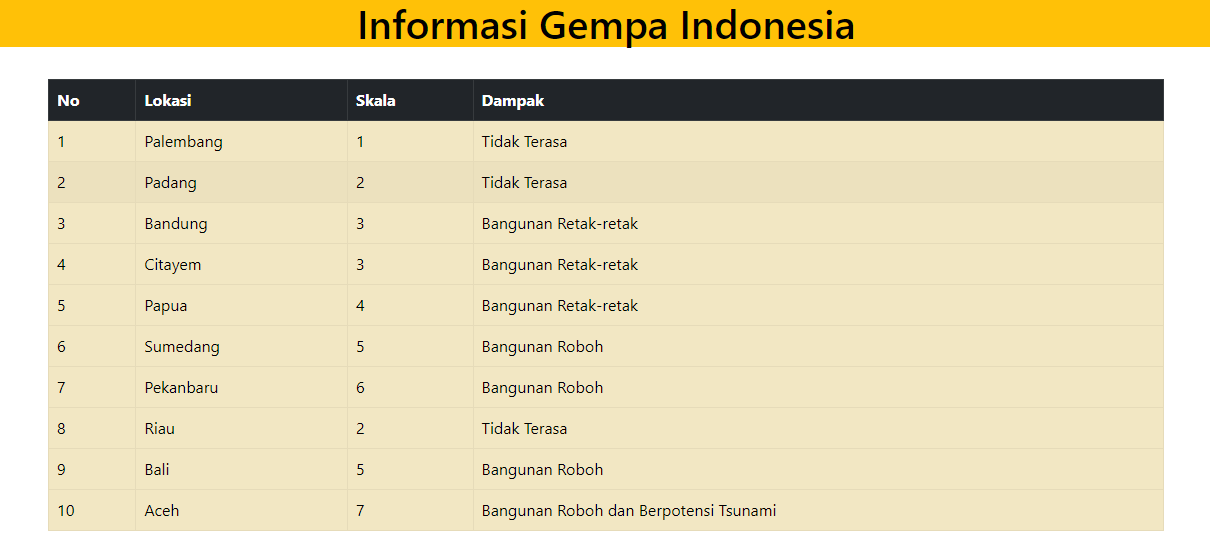 Informasi Gempa Indonesia
No Lokasi Skala Dampak
1 Palembang 1 Tidak Terasa
2 Padang 2 Tidak Terasa
3 Bandung 3 Bangunan Retak-retak
4 Citayem 3 Bangunan Retak-retak
5 Papua 4 Bangunan Retak-retak
6 Sumedang 5 Bangunan Roboh
7 Pekanbaru 6 Bangunan Roboh
8 Riau 2 Tidak Terasa
9 Bali 5 Bangunan Roboh
10 Aceh 7 Bangunan Roboh dan Berpotensi Tsunami